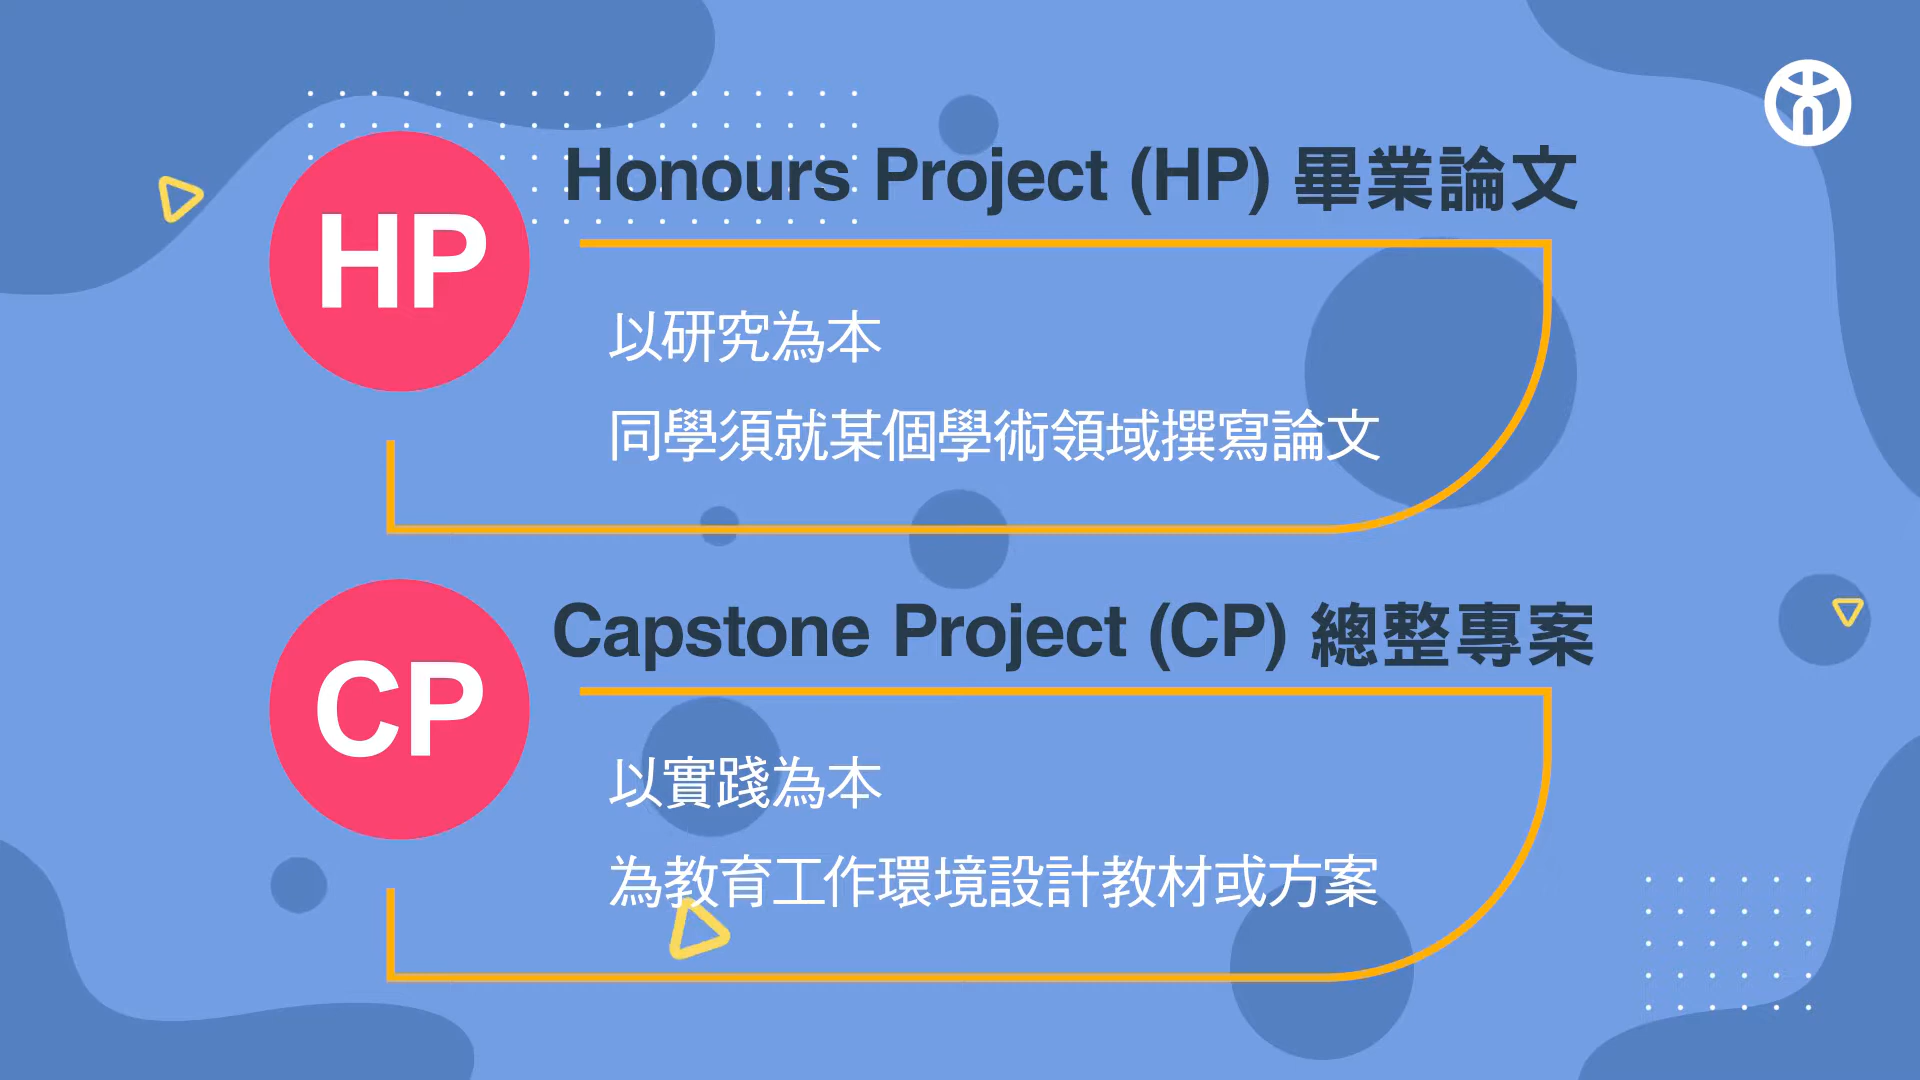 HP
Honours Project (HP) 畢業論文
以研究為本
同學須就某個學術領域撰寫論文
CP
Capstone Project (CP) 總整專案
以實踐為本
為教育工作環境設計教材或方案